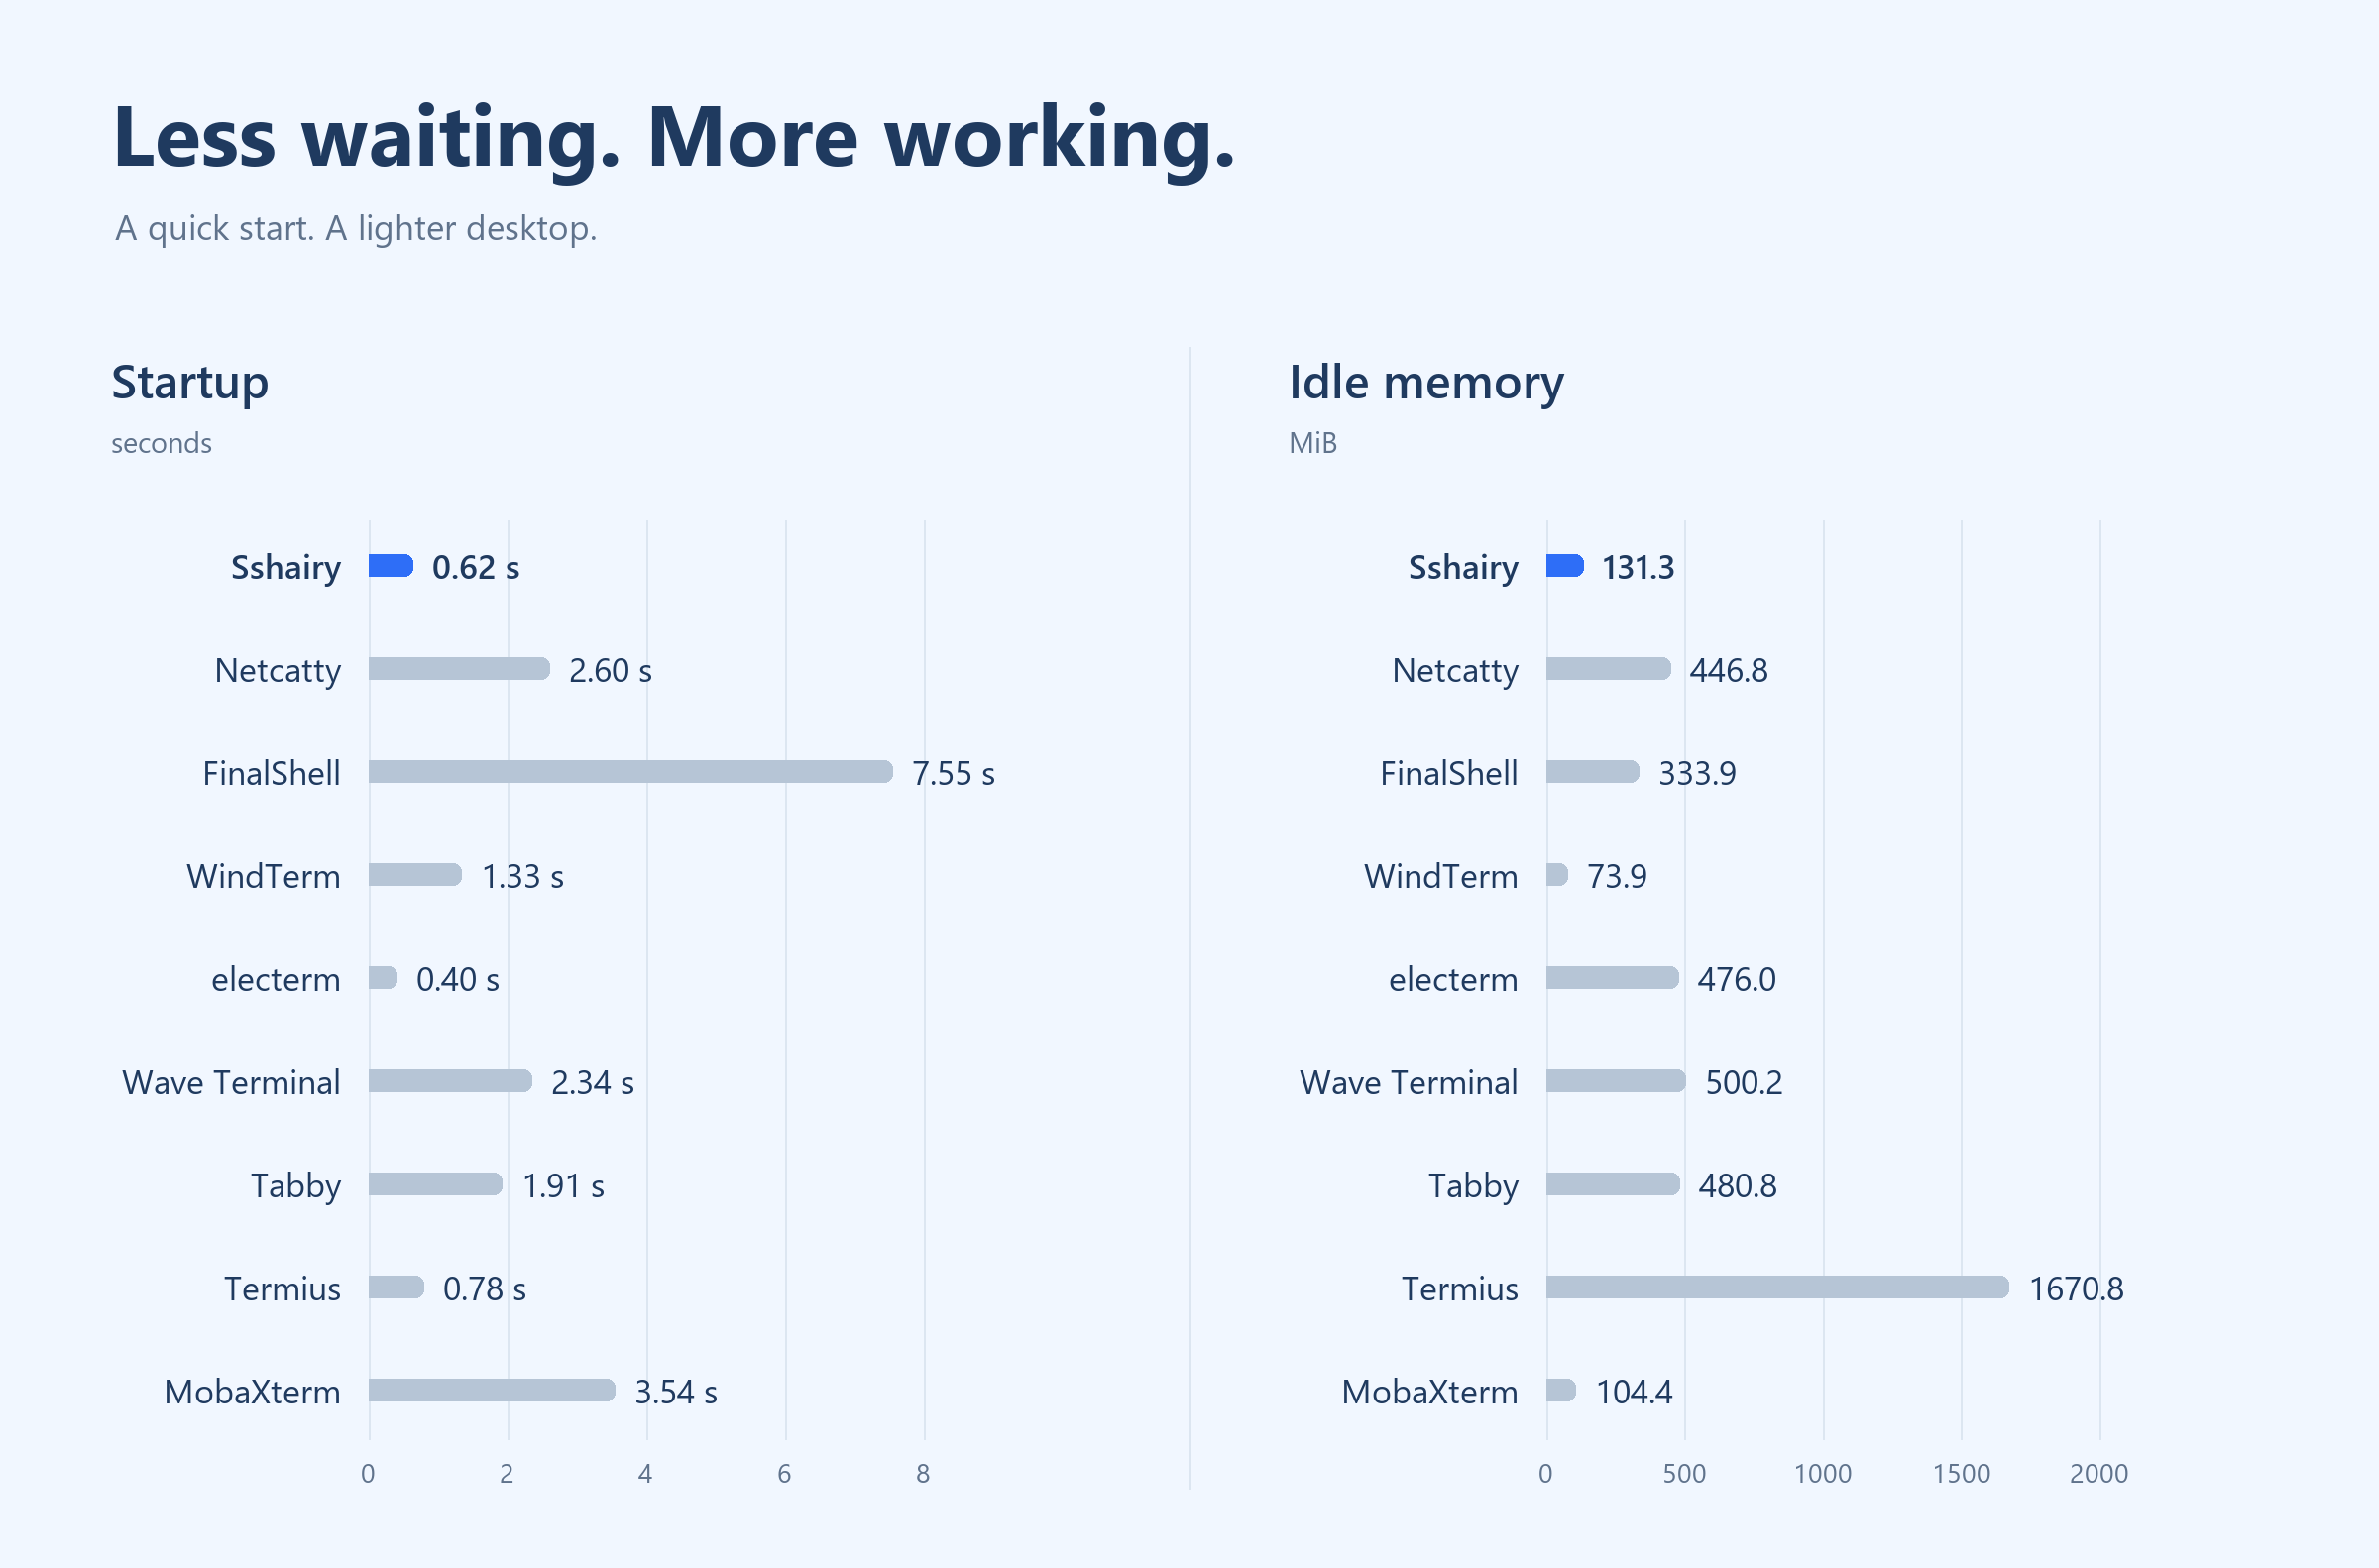 Less waiting. More working.
A quick start. A lighter desktop.
Startup
seconds
Sshairy 0.62 s
Netcatty 2.60 s
FinalShell 7.55 s
WindTerm 1.33 s
electerm 0.40 s
Wave Terminal 2.34 s
Tabby 1.91 s
Termius 0.78 s
MobaXterm 3.54 s
0 2 4 6 8
Idle memory
MiB
Sshairy 131.3
Netcatty 446.8
FinalShell 333.9
WindTerm 73.9
electerm 476.0
Wave Terminal 500.2
Tabby 480.8
Termius 1670.8
MobaXterm 104.4
0 500 1000 1500 2000